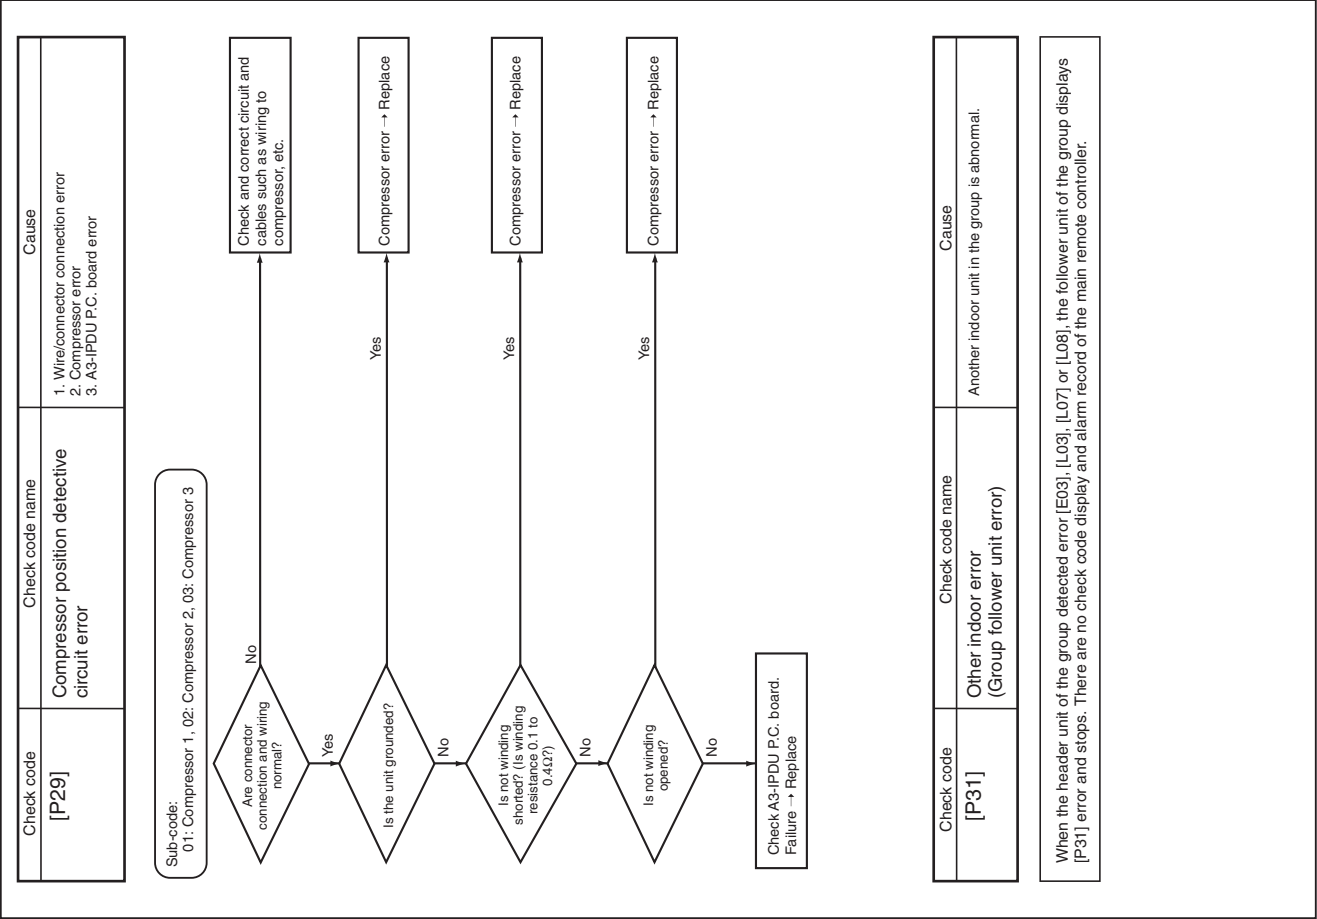 Check code
Check code name
Cause
[P29]
Compressor position detective
circuit error
1. Wire/connector connection error
2. Compressor error
3. A3-IPDU P.C. board error
Sub-code:
01: Compressor 1, 02: Compressor 2, 03: Compressor 3
Are connector
connection and wiring
normal?
No
Check and correct circuit and
cables such as wiring to
compressor, etc.
Yes
Is the unit grounded?
Yes
Compressor error → Replace
No
Is not winding
shorted? (Is winding
resistance 0.1 to
0.4Ω?)
Yes
Compressor error → Replace
No
Is not winding
opened?
Yes
Compressor error → Replace
No
Check A3-IPDU P.C. board.
Failure → Replace
Check code
Check code name
Cause
[P31]
Other indoor error
(Group follower unit error)
Another indoor unit in the group is abnormal.
When the header unit of the group detected error [E03], [L03], [L07] or [L08], the follower unit of the group displays
[P31] error and stops. There are no check code display and alarm record of the main remote controller.